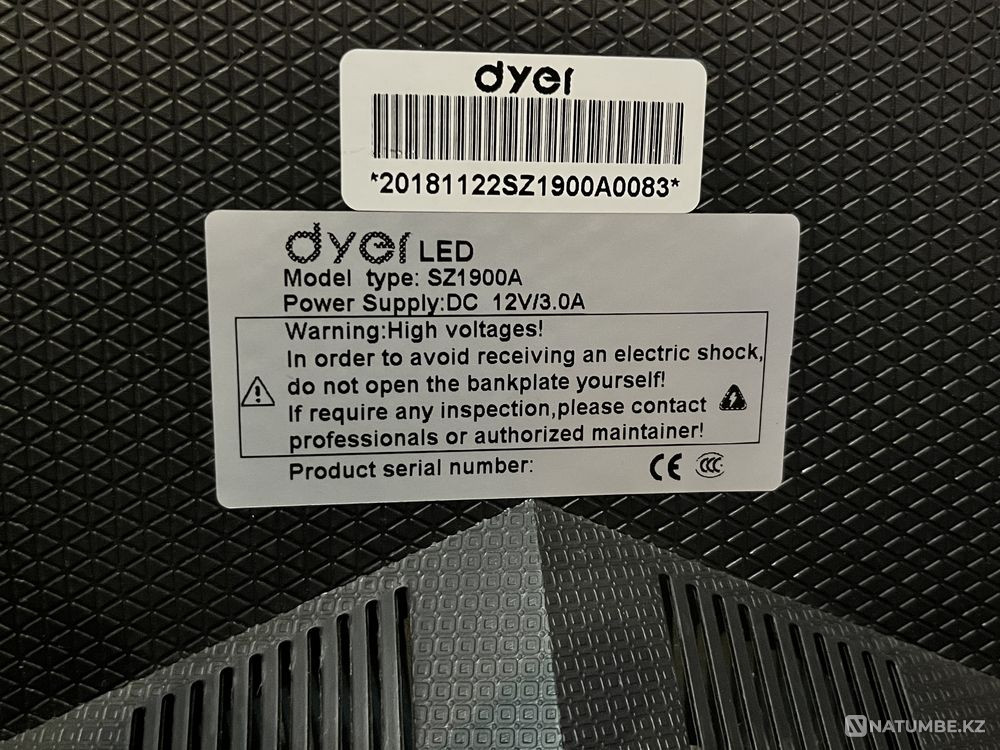 dyer
*20181122SZ1900A0083*
dyer LED
Model type: SZ1900A
Power Supply:DC 12V/3.0A
Warning:High voltages!
In order to avoid receiving an electric shock,
do not open the bankplate yourself!
If require any inspection,please contact
professionals or authorized maintainer!
Product serial number:
CE CCC
NATUMBE.KZ